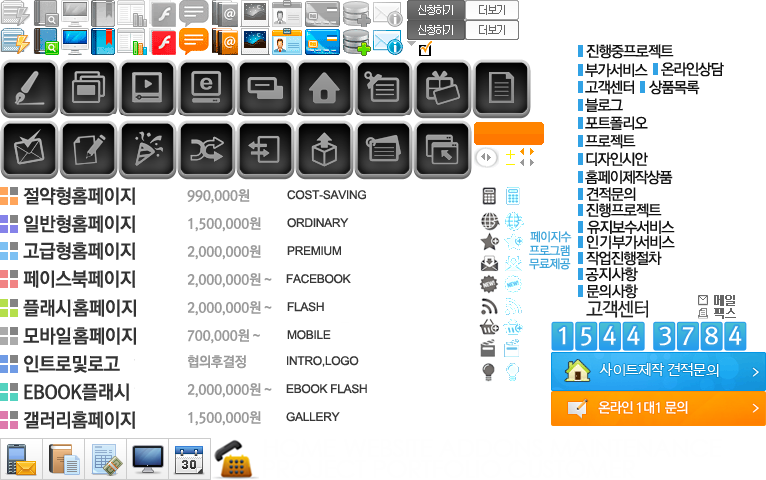 신청하기 더보기
신청하기 더보기
진행중프로젝트
부가서비스 온라인상담
고객센터 상품목록
블로그
포트폴리오
프로젝트
디자인시안
홈페이제작상품
견적문의
진행프로젝트
유지보수서비스
인기부가서비스
작업진행절차
공지사항
문의사항
고객센터
메일
팩스
1544 3784
사이트제작 견적문의
온라인 1대1 문의
페이지수
프로그램
무료제공
절약형홈페이지 990,000원 COST-SAVING
일반형홈페이지 1,500,000원 ORDINARY
고급형홈페이지 2,000,000원 PREMIUM
페이스북홈페이지 2,000,000원 ~ FACEBOOK
플래시홈페이지 2,000,000원 ~ FLASH
모바일홈페이지 700,000원 ~ MOBILE
인트로및로고 협의후결정 INTRO,LOGO
EBOOK플래시 2,000,000원 ~ EBOOK FLASH
갤러리홈페이지 1,500,000원 GALLERY
30